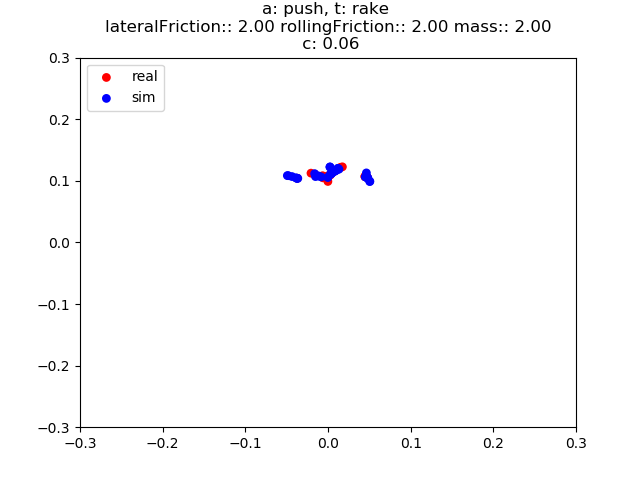 a: push, t: rake
lateralFriction:: 2.00 rollingFriction:: 2.00 mass:: 2.00
c: 0.06
real
sim
0.3
0.2
0.1
0.0
−0.1
−0.2
−0.3
−0.3 −0.2 −0.1 0.0 0.1 0.2 0.3